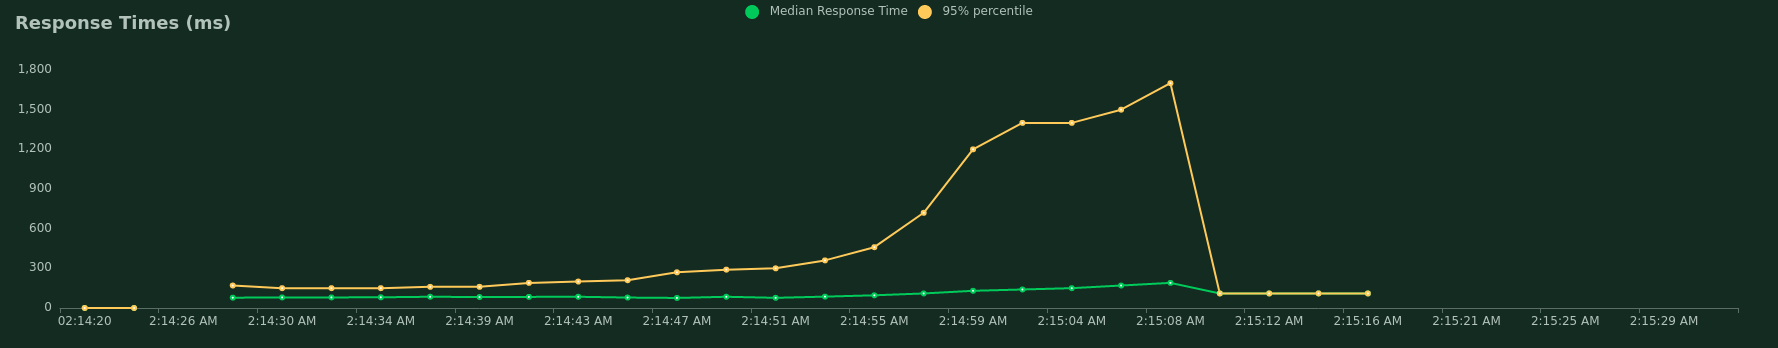 Response Times (ms)
Median Response Time
95% percentile
1,800
1,500
1,200
900
600
300
0
02:14:20
2:14:26 AM
2:14:30 AM
2:14:34 AM
2:14:39 AM
2:14:43 AM
2:14:47 AM
2:14:51 AM
2:14:55 AM
2:14:59 AM
2:15:04 AM
2:15:08 AM
2:15:12 AM
2:15:16 AM
2:15:21 AM
2:15:25 AM
2:15:29 AM